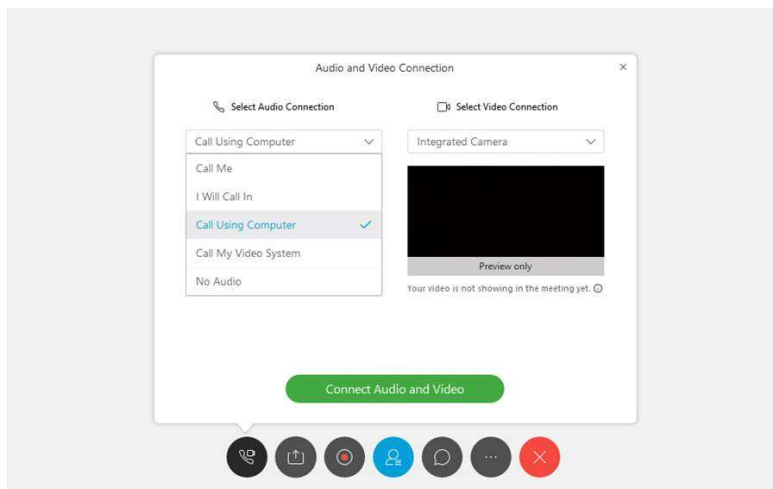 Audio and Video Connection
Select Audio Connection
Select Video Connection
Call Using Computer
Integrated Camera
Call Me
I Will Call In
Call Using Computer
Call My Video System
No Audio
Preview only
Your video is not showing in the meeting yet.
Connect Audio and Video